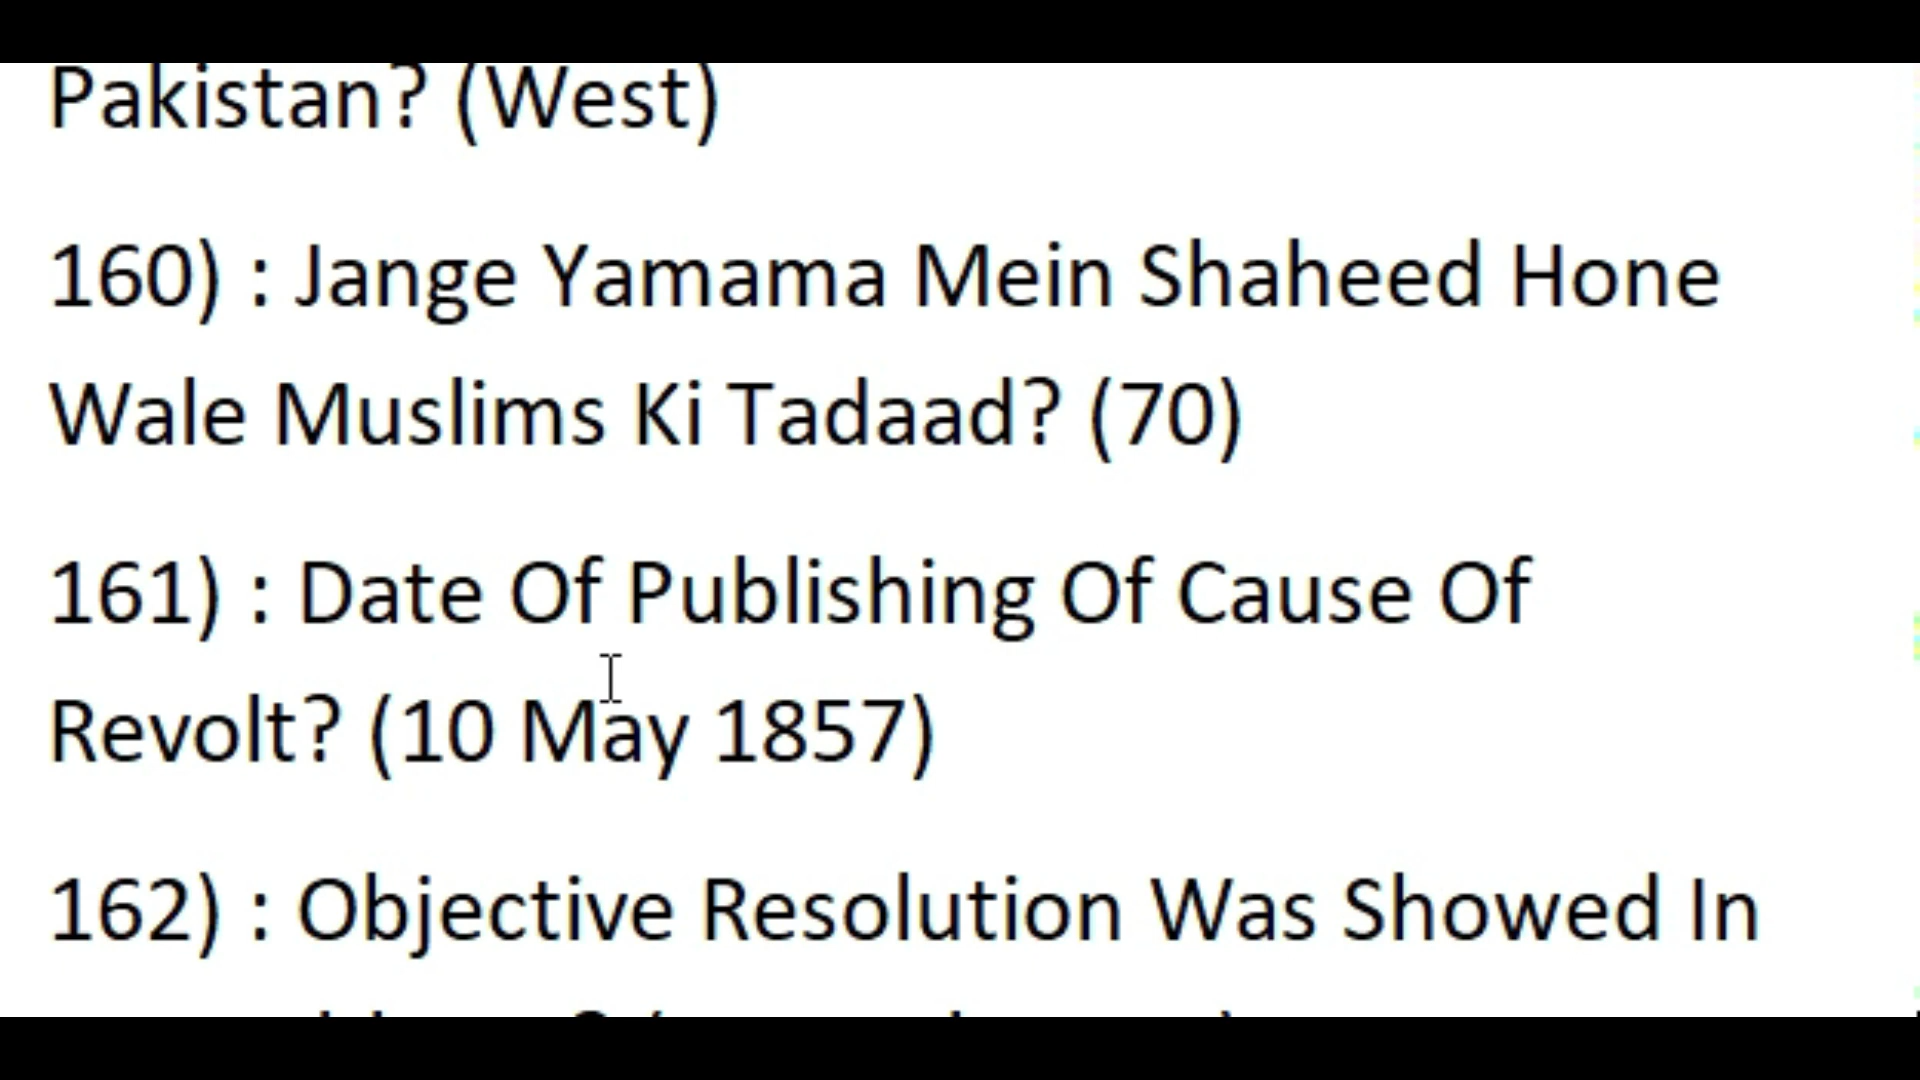 Pakistan? (West)
160) : Jange Yamama Mein Shaheed Hone
Wale Muslims Ki Tadaad? (70)
161) : Date Of Publishing Of Cause Of
Revolt? (10 May 1857)
162) : Objective Resolution Was Showed In